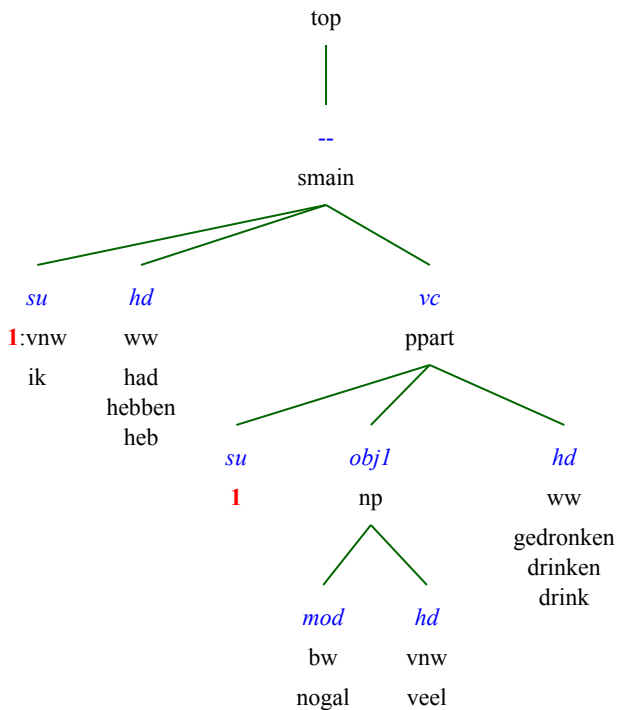 top
--
smain
su hd vc
1:vnw ww ppart
ik had
hebben
heb
su obj1 hd
1 np ww
gedronken
drinken
drink
mod hd
bw vnw
nogal veel